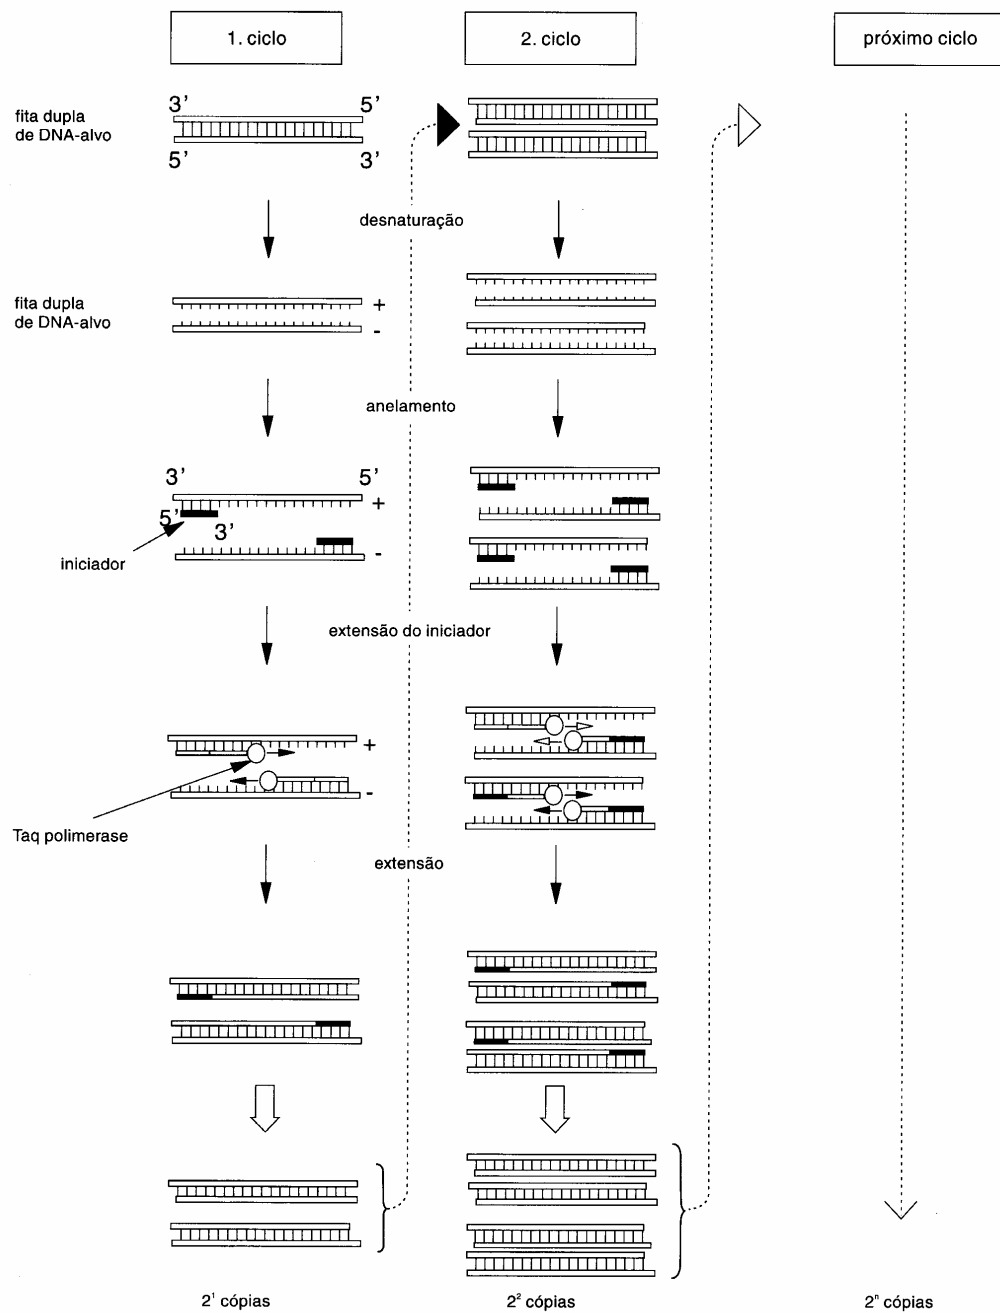 1. ciclo
2. ciclo
próximo ciclo
fita dupla
de DNA-alvo
3’
5’
5’
3’
desnaturação
fita dupla
de DNA-alvo
+
-
anelamento
3’
5’
+
5’
3’
-
iniciador
extensão do iniciador
+
-
Taq polimerase
extensão
2¹ cópias
2² cópias
2ⁿ cópias